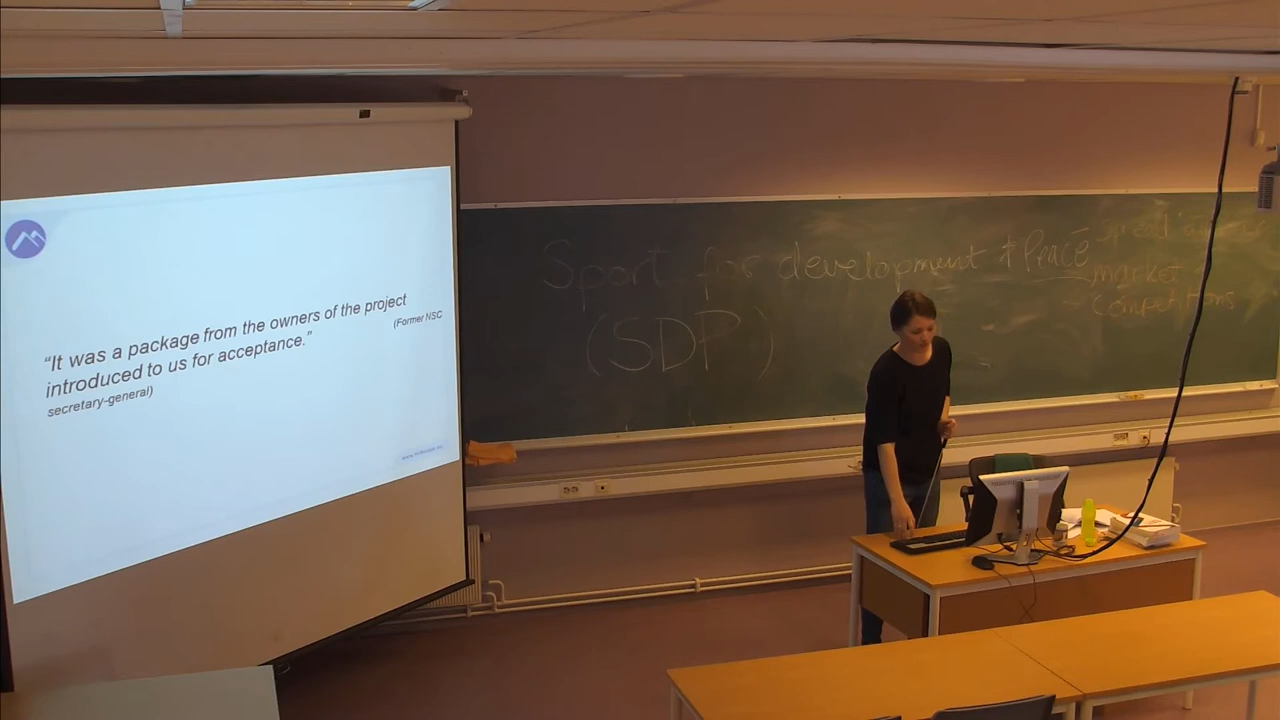 “It was a package from the owners of the project
introduced to us for acceptance.” (Former NSC
secretary-general)
Sport for development + Peace
(SDP)
market
competitions